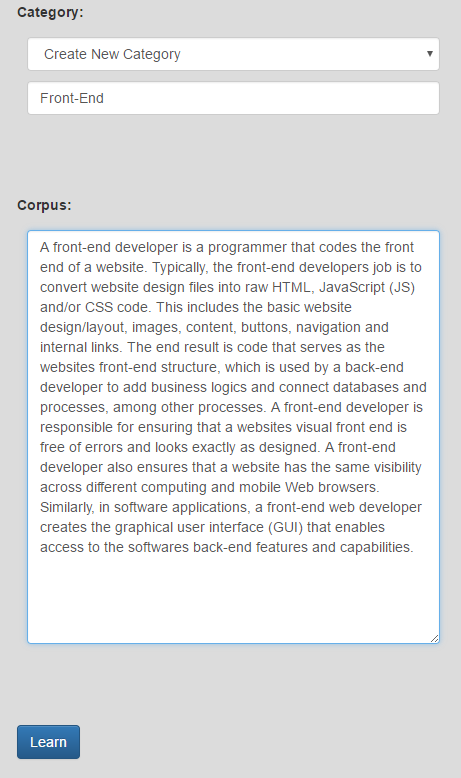 Category:
Create New Category
Front-End
Corpus:
A front-end developer is a programmer that codes the front
end of a website. Typically, the front-end developers job is to
convert website design files into raw HTML, JavaScript (JS)
and/or CSS code. This includes the basic website
design/layout, images, content, buttons, navigation and
internal links. The end result is code that serves as the
websites front-end structure, which is used by a back-end
developer to add business logics and connect databases and
processes, among other processes. A front-end developer is
responsible for ensuring that a websites visual front end is
free of errors and looks exactly as designed. A front-end
developer also ensures that a website has the same visibility
across different computing and mobile Web browsers.
Similarly, in software applications, a front-end web developer
creates the graphical user interface (GUI) that enables
access to the softwares back-end features and capabilities.
Learn